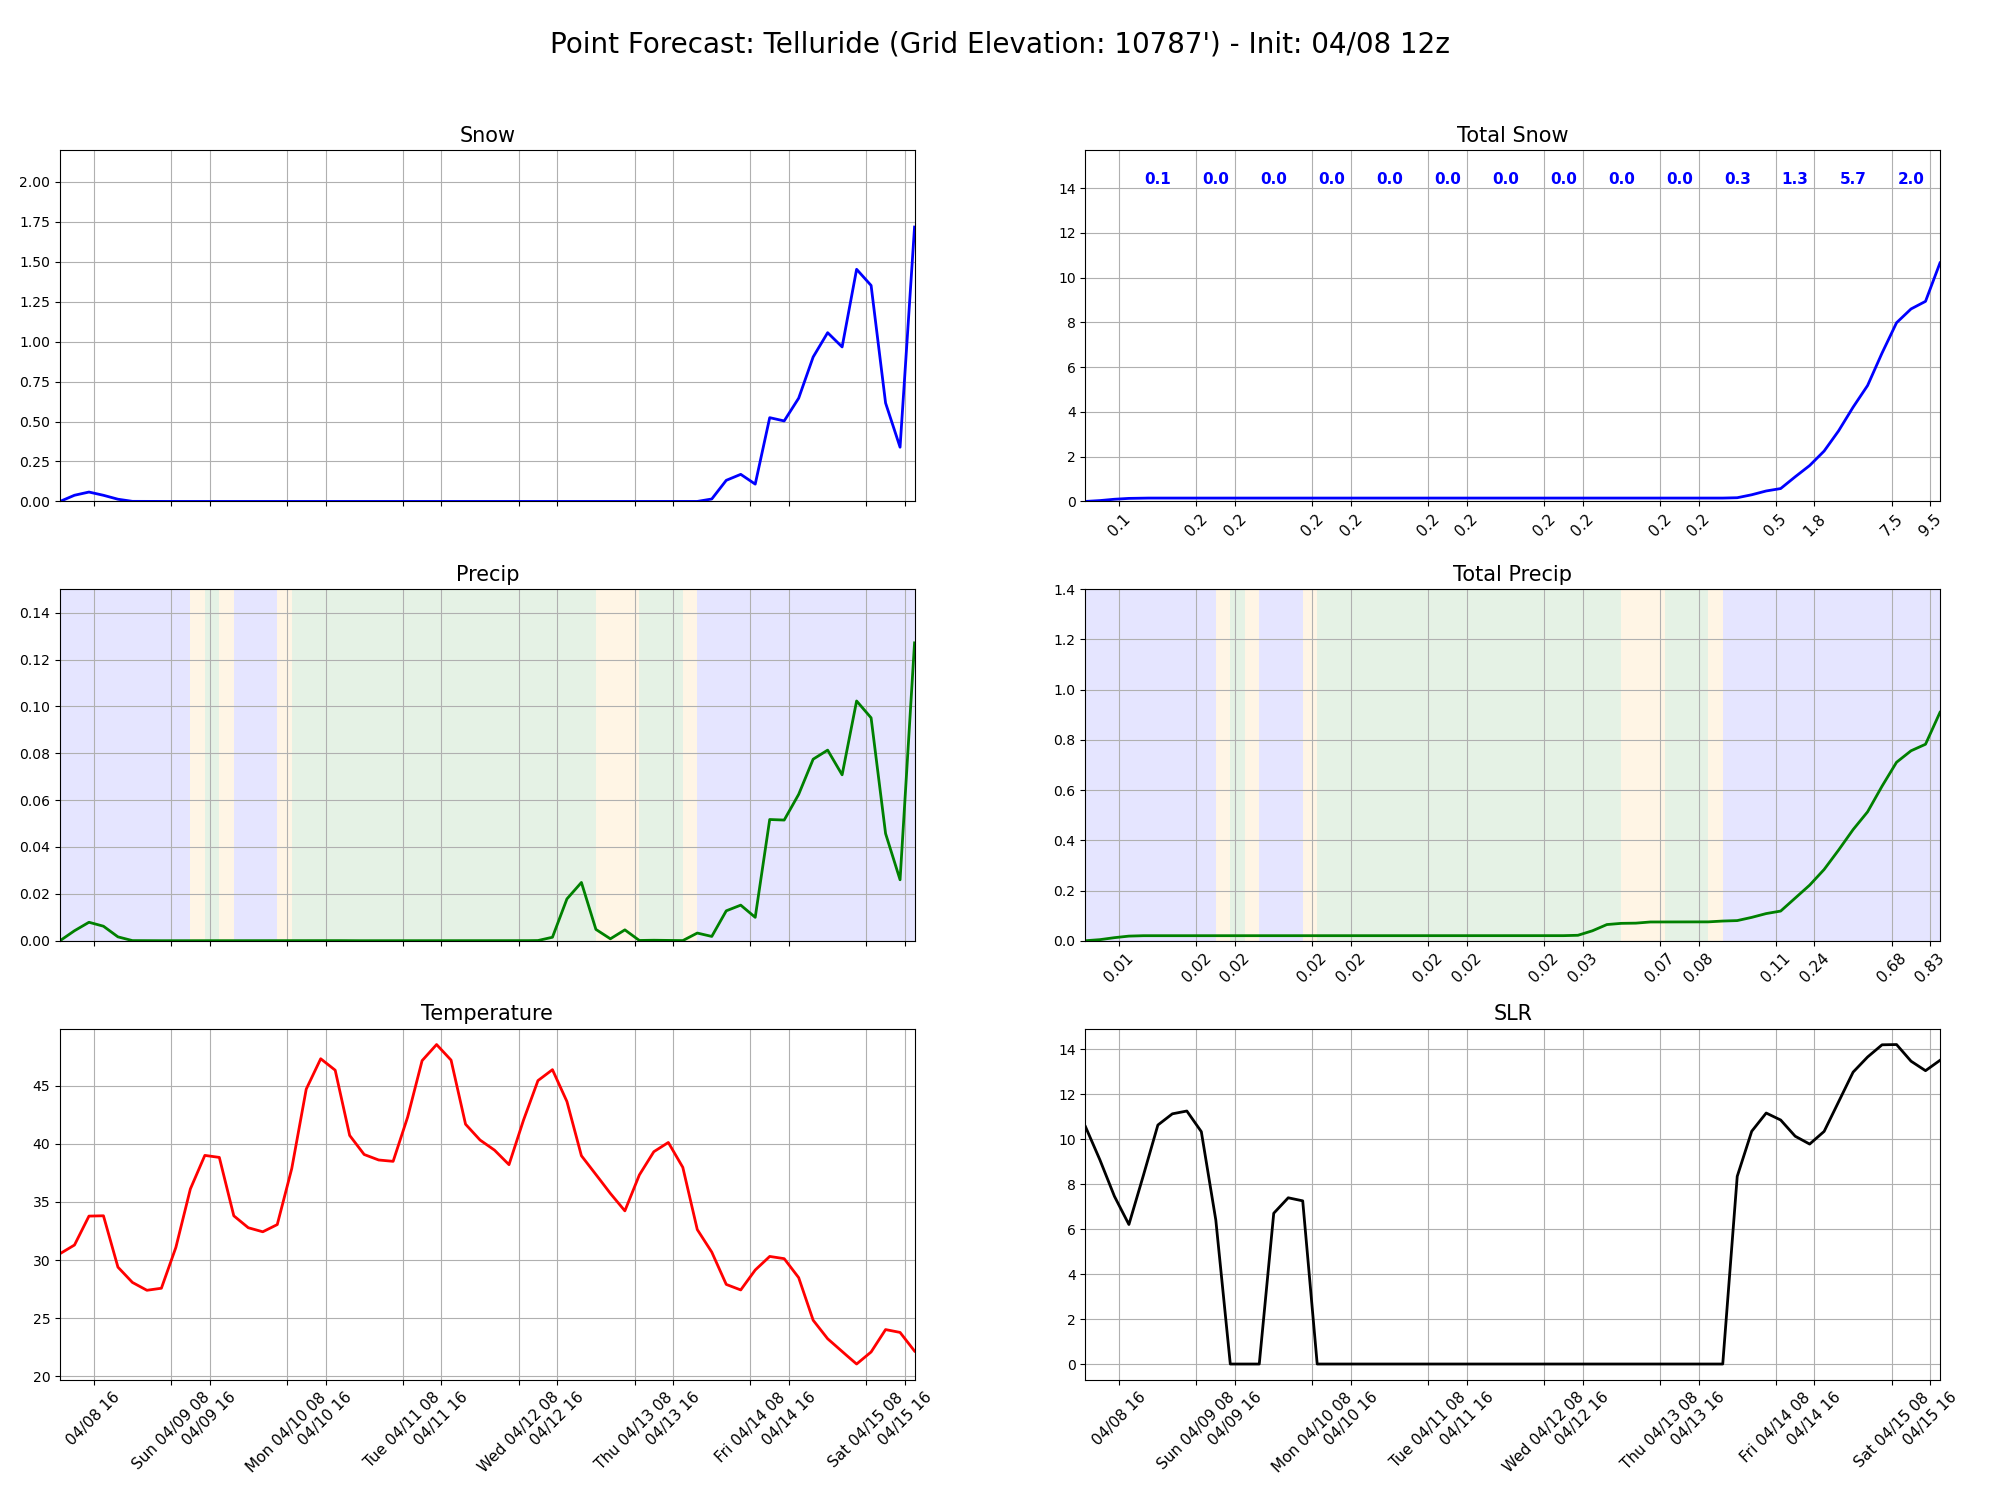 Point Forecast: Telluride (Grid Elevation: 10787') - Init: 04/08 12z
Snow
2.00
1.75
1.50
1.25
1.00
0.75
0.50
0.25
0.00
Total Snow
0.1 0.0 0.0 0.0 0.0 0.0 0.0 0.0 0.0 0.0 0.3 1.3 5.7 2.0
14
12
10
8
6
4
2
0
0.1 0.2 0.2 0.2 0.2 0.2 0.2 0.2 0.2 0.2 0.2 0.5 1.8 7.5 9.5
Precip
0.14
0.12
0.10
0.08
0.06
0.04
0.02
0.00
Total Precip
1.4
1.2
1.0
0.8
0.6
0.4
0.2
0.0
0.01 0.02 0.02 0.02 0.02 0.02 0.02 0.02 0.03 0.07 0.08 0.11 0.24 0.68 0.83
Temperature
45
40
35
30
25
20
04/08 16
Sun 04/09 08
04/09 16
Mon 04/10 08
04/10 16
Tue 04/11 08
04/11 16
Wed 04/12 08
04/12 16
Thu 04/13 08
04/13 16
Fri 04/14 08
04/14 16
Sat 04/15 08
04/15 16
SLR
14
12
10
8
6
4
2
0
04/08 16
Sun 04/09 08
04/09 16
Mon 04/10 08
04/10 16
Tue 04/11 08
04/11 16
Wed 04/12 08
04/12 16
Thu 04/13 08
04/13 16
Fri 04/14 08
04/14 16
Sat 04/15 08
04/15 16